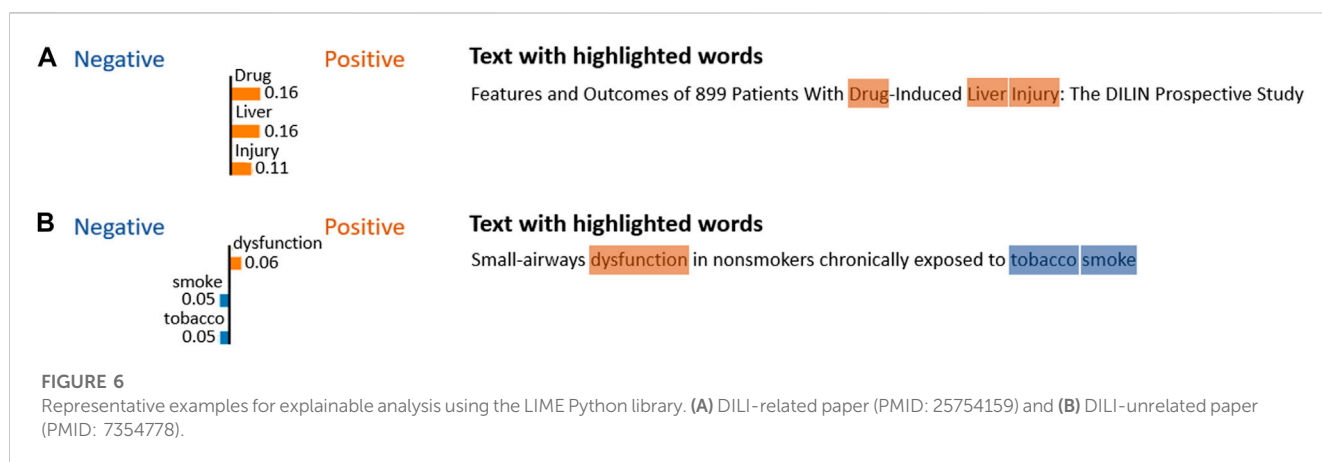 A Negative Positive Text with highlighted words
Drug
0.16
Features and Outcomes of 899 Patients With Drug-Induced Liver Injury: The DILIN Prospective Study
Liver
0.16
Injury
0.11
B Negative Positive Text with highlighted words
dysfunction
0.06
Small-airways dysfunction in nonsmokers chronically exposed to tobacco smoke
smoke
0.05
tobacco
0.05
FIGURE 6
Representative examples for explainable analysis using the LIME Python library. (A) DILI-related paper (PMID: 25754159) and (B) DILI-unrelated paper
(PMID: 7354778).